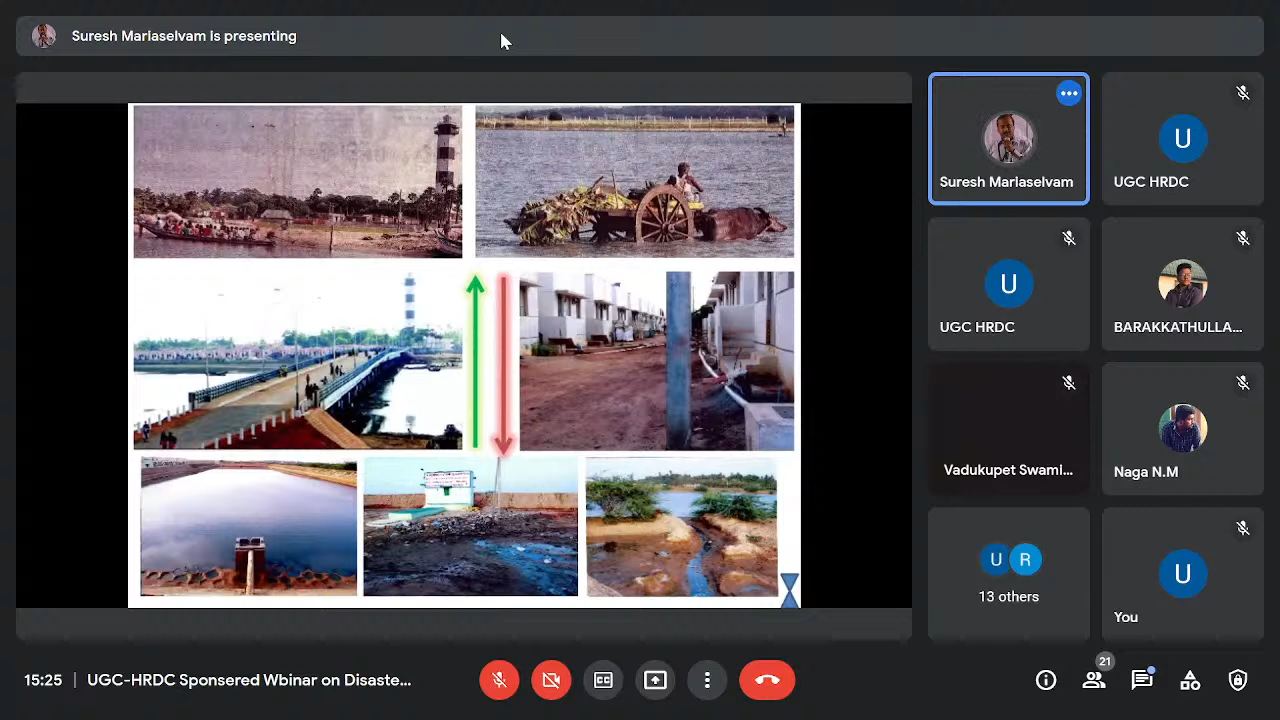 Suresh Mariaselvam is presenting
Suresh Mariaselvam
U
UGC HRDC
U
UGC HRDC
BARAKKATHULLA...
Vadukupet Swami...
Naga N.M
U R
13 others
U
You
15:25 | UGC-HRDC Sponsered Wbinar on Disaste...
21